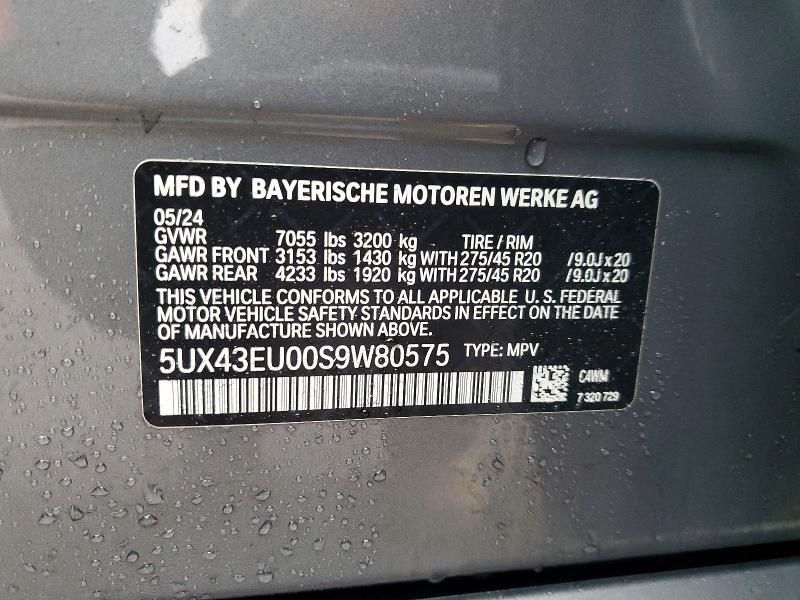 MFD BY BAYERISCHE MOTOREN WERKE AG
05/24
GVWR 7055 lbs 3200 kg TIRE / RIM
GAWR FRONT 3153 lbs 1430 kg WITH 275/45 R20 /9.0J x 20
GAWR REAR 4233 lbs 1920 kg WITH 275/45 R20 /9.0J x 20
THIS VEHICLE CONFORMS TO ALL APPLICABLE U. S. FEDERAL
MOTOR VEHICLE SAFETY STANDARDS IN EFFECT ON THE DATE
OF MANUFACTURE SHOWN ABOVE.
5UX43EU00S9W80575 TYPE: MPV
C4WM
7 320 729